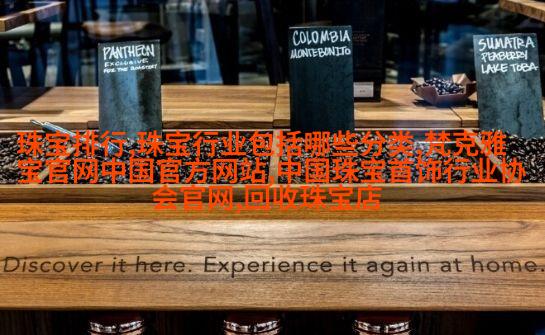 PANTHEON
EXCLUSIVE
FOR THE ROASTERY
COLOMBIA
MONTEBONITO
SUMATRA
PEABERRY
LAKE TOBA
珠宝排行,珠宝行业包括哪些分类,梵克雅
宝官网中国官方网站,中国珠宝首饰行业协
会官网,回收珠宝店
Discover it here. Experience it again at home.